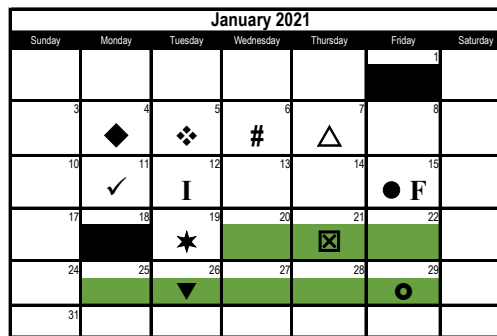 January 2021
Sunday Monday Tuesday Wednesday Thursday Friday Saturday
1
3 4 5 6 7 8
◆ ❖ # △
10 11 12 13 14 15
✓ I ● F
17 18 19 20 21 22
✶ ☒
24 25 26 27 28 29
▼ ○
31